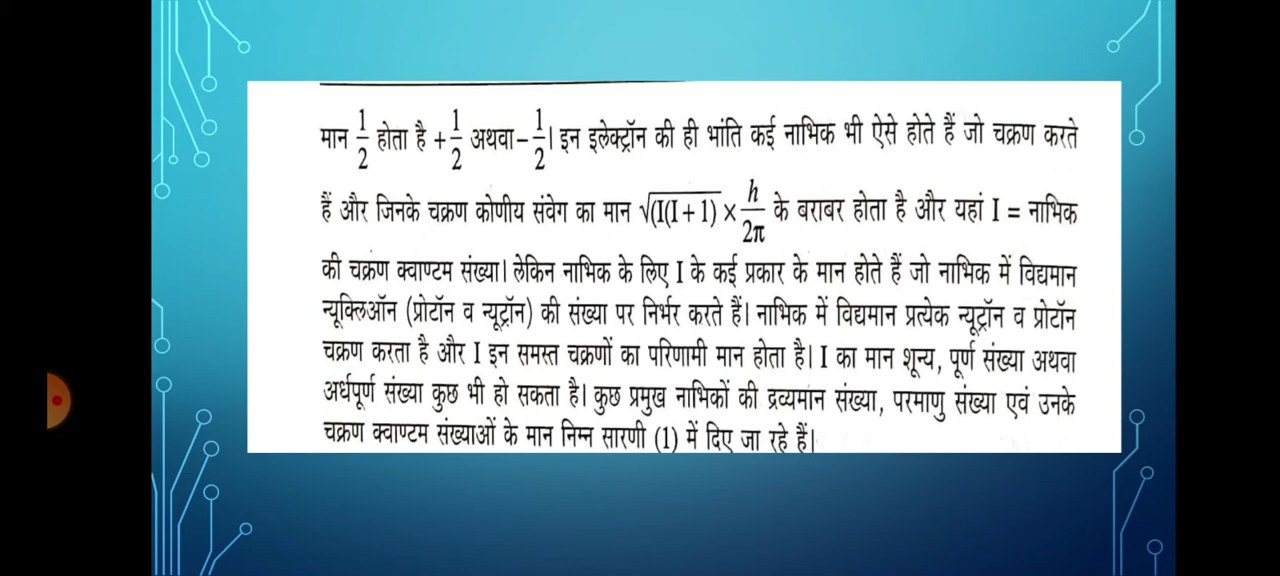 मान 1/2 होता है +1/2 अथवा -1/2। इन इलेक्ट्रॉन की ही भांति कई नाभिक भी ऐसे होते हैं जो चक्रण करते
हैं और जिनके चक्रण कोणीय संवेग का मान √(I(I+1) × h/2π के बराबर होता है और यहां I = नाभिक
की चक्रण क्वाण्टम संख्या। लेकिन नाभिक के लिए I के कई प्रकार के मान होते हैं जो नाभिक में विद्यमान
न्यूक्लिऑन (प्रोटॉन व न्यूट्रॉन) की संख्या पर निर्भर करते हैं। नाभिक में विद्यमान प्रत्येक न्यूट्रॉन व प्रोटॉन
चक्रण करता है और I इन समस्त चक्रणों का परिणामी मान होता है। I का मान शून्य, पूर्ण संख्या अथवा
अर्धपूर्ण संख्या कुछ भी हो सकता है। कुछ प्रमुख नाभिकों की द्रव्यमान संख्या, परमाणु संख्या एवं उनके
चक्रण क्वाण्टम संख्याओं के मान निम्न सारणी (1) में दिए जा रहे हैं।